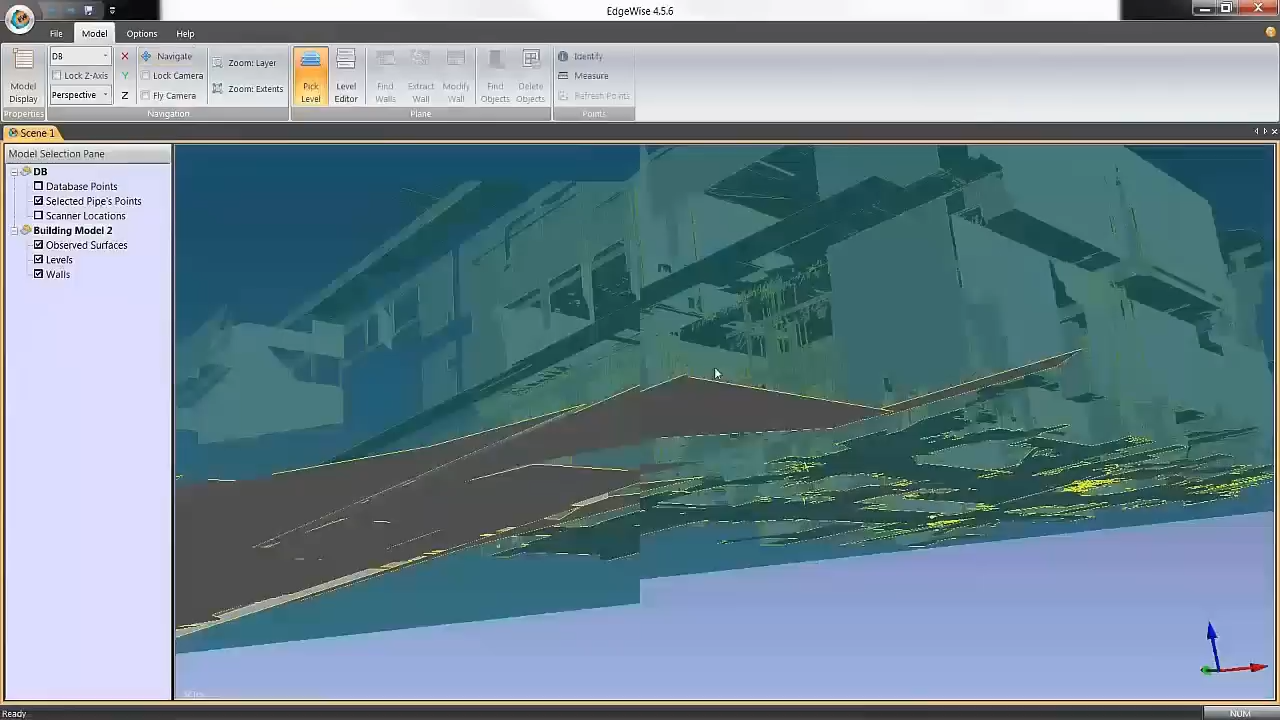 EdgeWise 4.5.6
File
Model
Options
Help
Model Display
Properties
DB
Lock Z-Axis
Perspective
X
Y
Z
Navigate
Lock Camera
Fly Camera
Zoom: Layer
Zoom: Extents
Navigation
Pick Level
Level Editor
Find Walls
Extract Wall
Modify Wall
Find Objects
Delete Objects
Plane
Identify
Measure
Refresh Points
Points
Scene 1
Model Selection Pane
DB
Database Points
Selected Pipe's Points
Scanner Locations
Building Model 2
Observed Surfaces
Levels
Walls
Ready
NUM